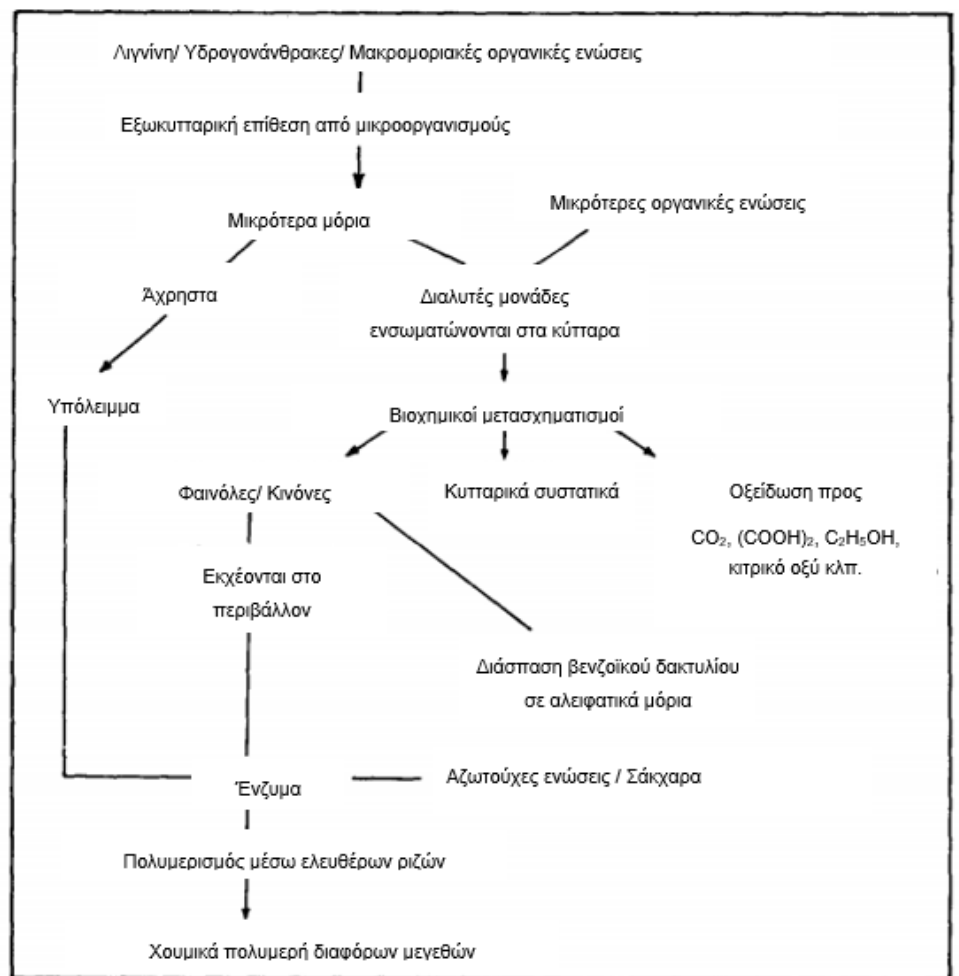 Λιγνίνη/ Υδρογονάνθρακες/ Μακρομοριακές οργανικές ενώσεις
Εξωκυτταρική επίθεση από μικροοργανισμούς
Μικρότερα μόρια
Μικρότερες οργανικές ενώσεις
Άχρηστα
Διαλυτές μονάδες
ενσωματώνονται στα κύτταρα
Υπόλειμμα
Βιοχημικοί μετασχηματισμοί
Φαινόλες/ Κινόνες
Κυτταρικά συστατικά
Οξείδωση προς
CO₂, (COOH)₂, C₂H₅OH,
κιτρικό οξύ κλπ.
Εκχέονται στο
περιβάλλον
Διάσπαση βενζοϊκού δακτυλίου
σε αλειφατικά μόρια
Ένζυμα
Αζωτούχες ενώσεις / Σάκχαρα
Πολυμερισμός μέσω ελευθέρων ριζών
Χουμικά πολυμερή διαφόρων μεγεθών